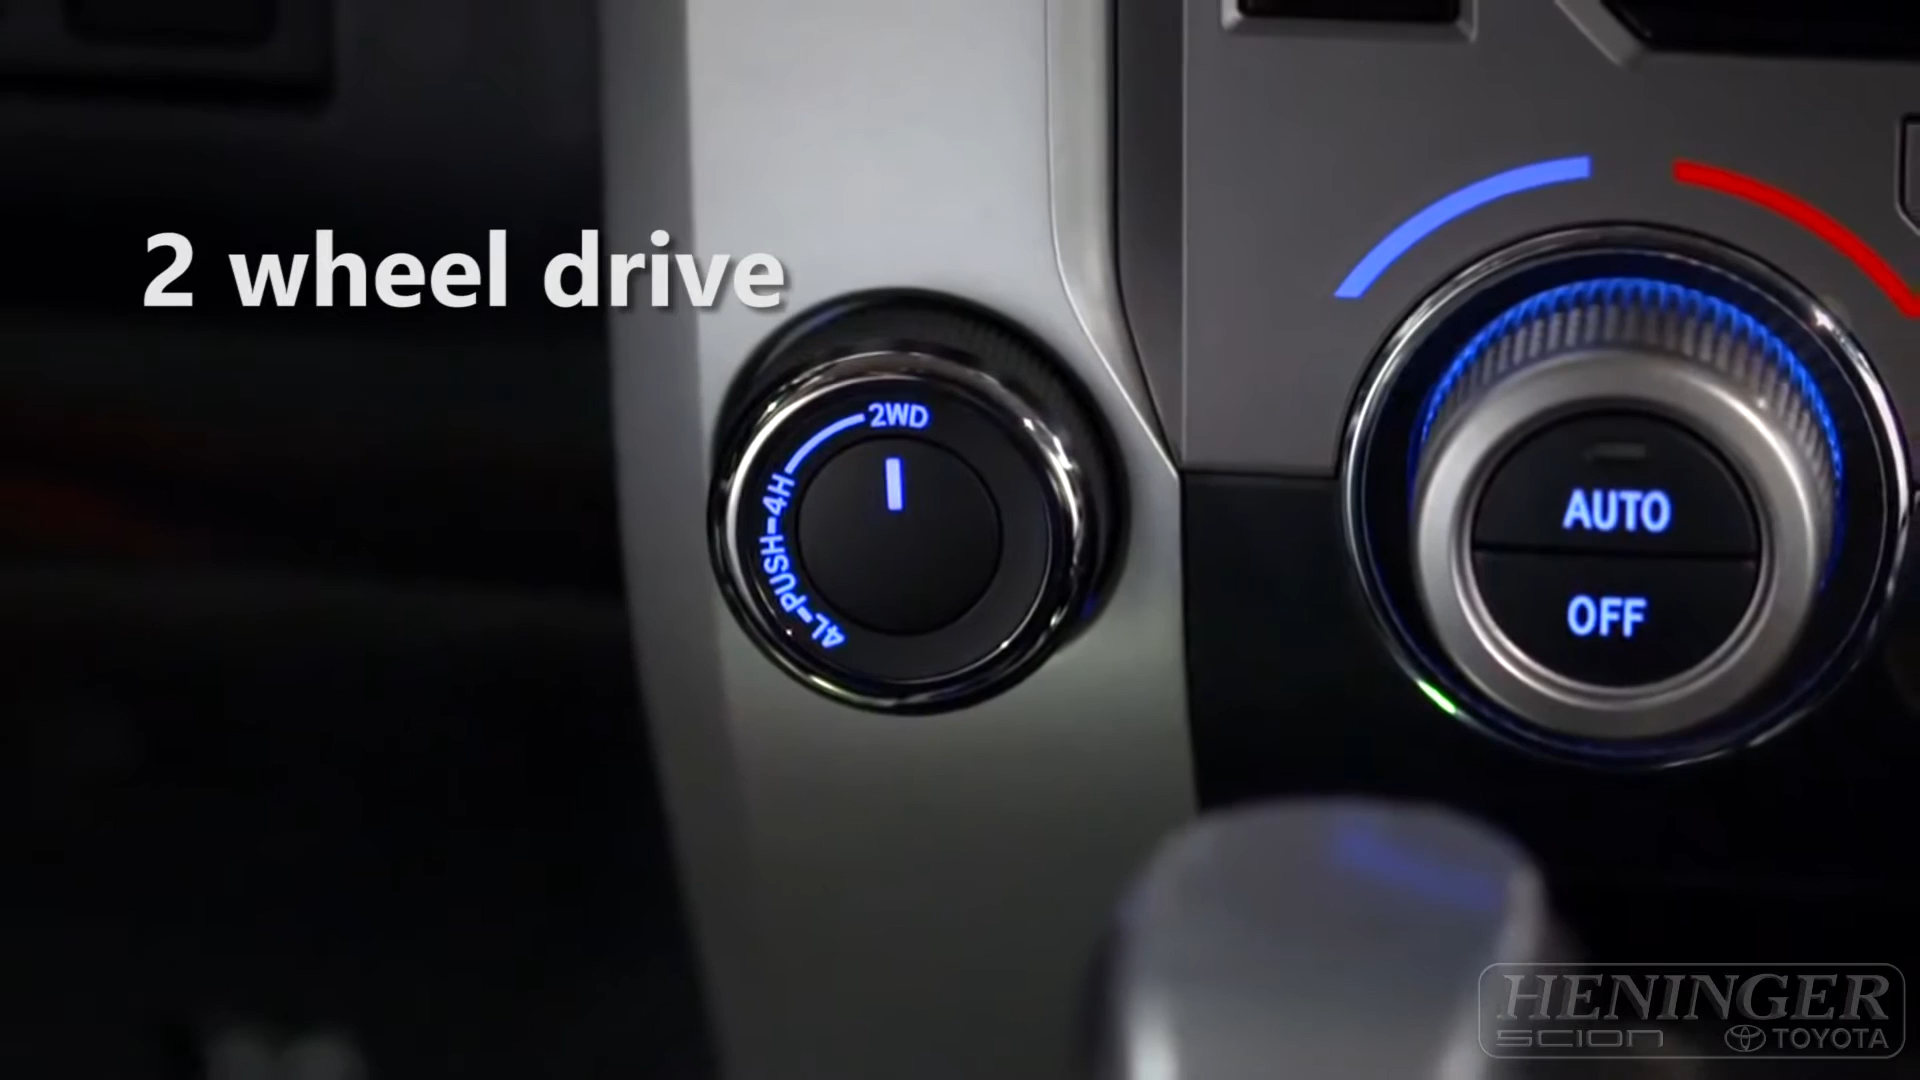 2 wheel drive
2WD
4L=PUSH=4H
AUTO
OFF
HENINGER
SCION TOYOTA